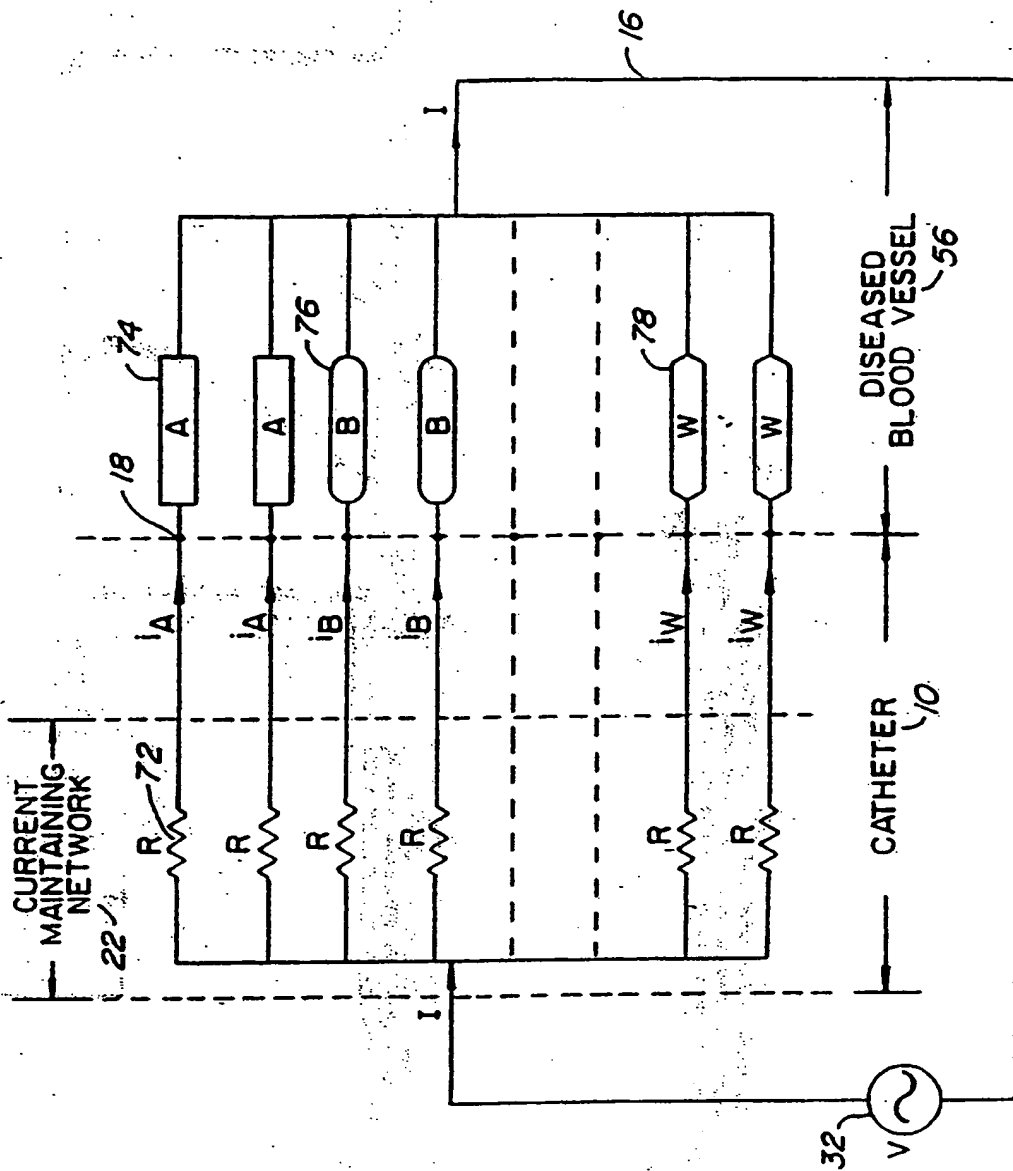 CURRENT
MAINTAINING
NETWORK
22
72
R
R
R
R
R
R
iA
iA
iB
iB
iW
iW
18
74
A
A
76
B
B
78
W
W
I
I
16
32
V
CATHETER
10
DISEASED
BLOOD VESSEL
56